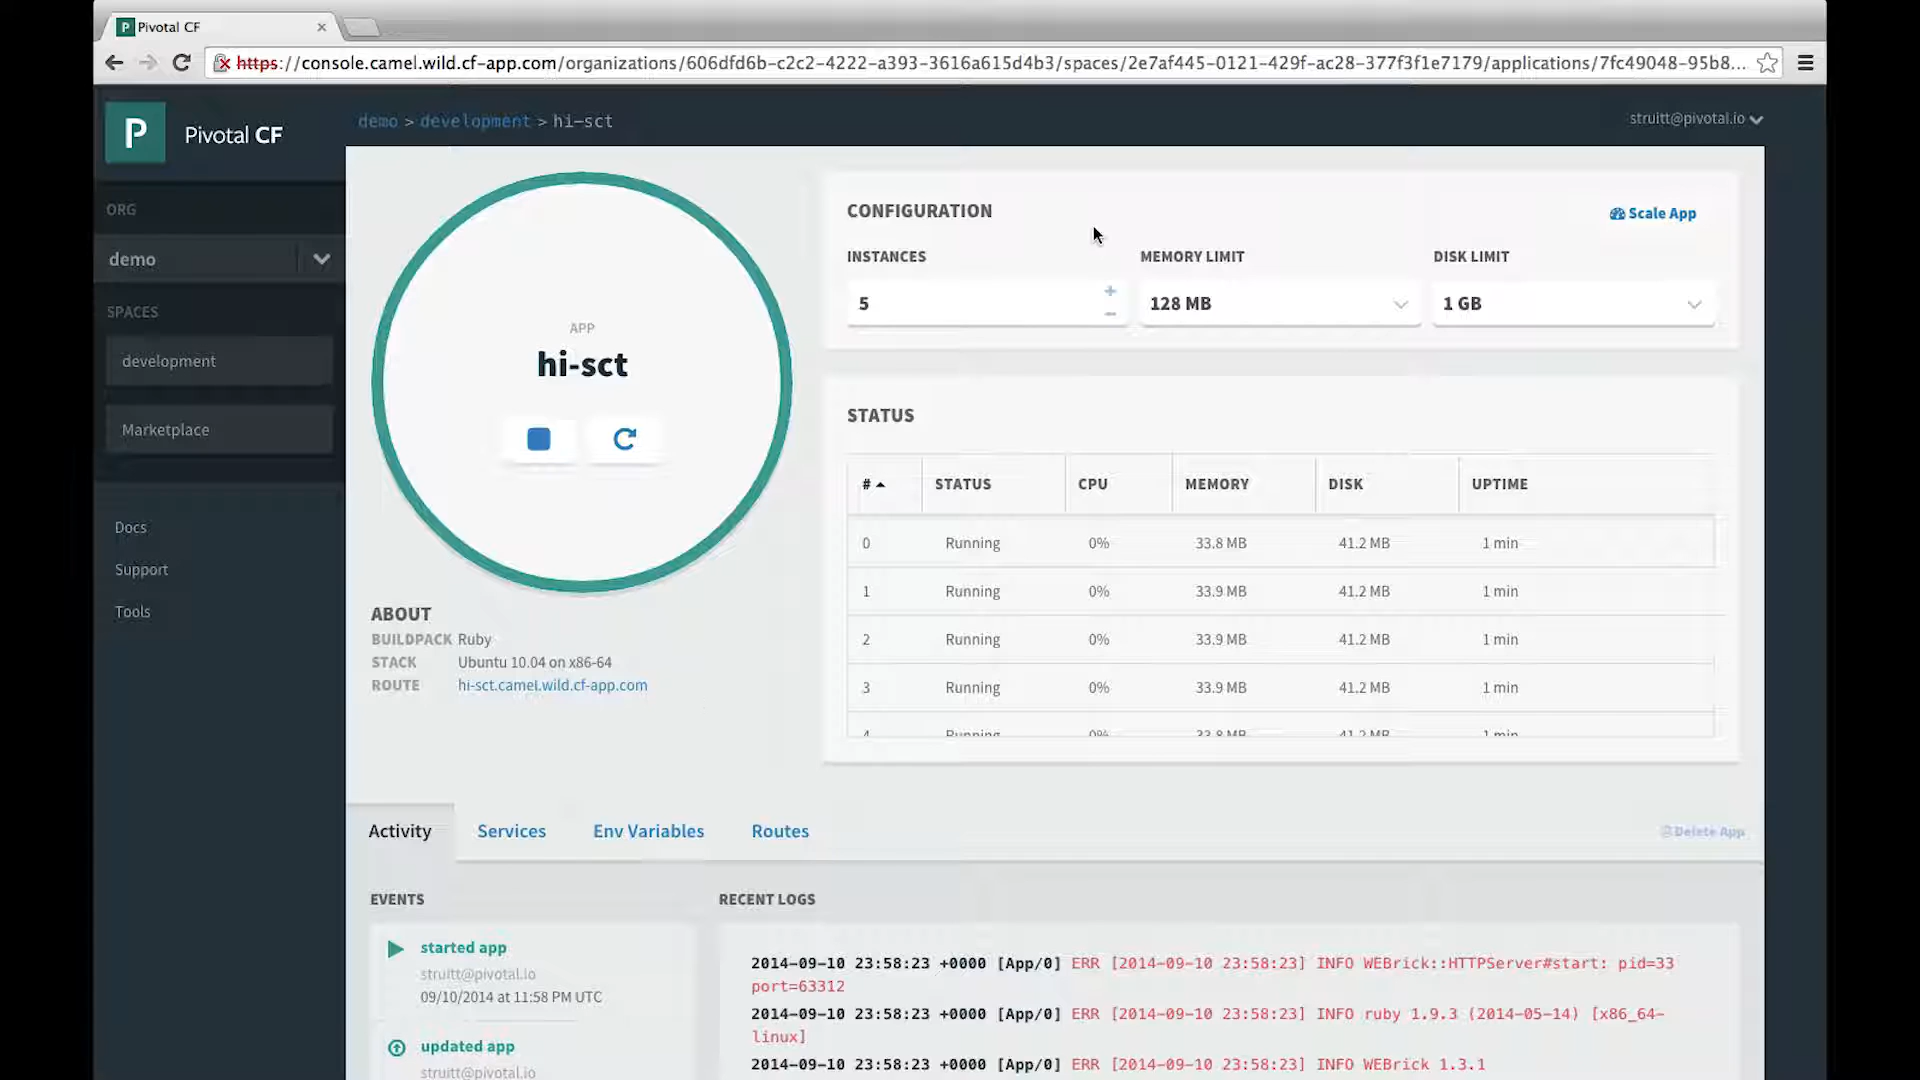 Pivotal CF
https://console.camel.wild.cf-app.com/organizations/606dfd6b-c2c2-4222-a393-3616a615d4b3/spaces/2e7af445-0121-429f-ac28-377f3f1e7179/applications/7fc49048-95b8...
P Pivotal CF
demo > development > hi-sct
struitt@pivotal.io
ORG
demo
SPACES
development
Marketplace
Docs
Support
Tools
APP
hi-sct
ABOUT
BUILDPACK Ruby
STACK Ubuntu 10.04 on x86-64
ROUTE hi-sct.camel.wild.cf-app.com
CONFIGURATION
Scale App
INSTANCES MEMORY LIMIT DISK LIMIT
5 + - 128 MB 1 GB
STATUS
# STATUS CPU MEMORY DISK UPTIME
0 Running 0% 33.8 MB 41.2 MB 1 min
1 Running 0% 33.9 MB 41.2 MB 1 min
2 Running 0% 33.9 MB 41.2 MB 1 min
3 Running 0% 33.9 MB 41.2 MB 1 min
4 Running 0% 33.8 MB 41.2 MB 1 min
Activity Services Env Variables Routes
Delete App
EVENTS
started app
struitt@pivotal.io
09/10/2014 at 11:58 PM UTC
updated app
struitt@pivotal.io
RECENT LOGS
2014-09-10 23:58:23 +0000 [App/0] ERR [2014-09-10 23:58:23] INFO WEBrick::HTTPServer#start: pid=33
port=63312
2014-09-10 23:58:23 +0000 [App/0] ERR [2014-09-10 23:58:23] INFO ruby 1.9.3 (2014-05-14) [x86_64-
linux]
2014-09-10 23:58:23 +0000 [App/0] ERR [2014-09-10 23:58:23] INFO WEBrick 1.3.1